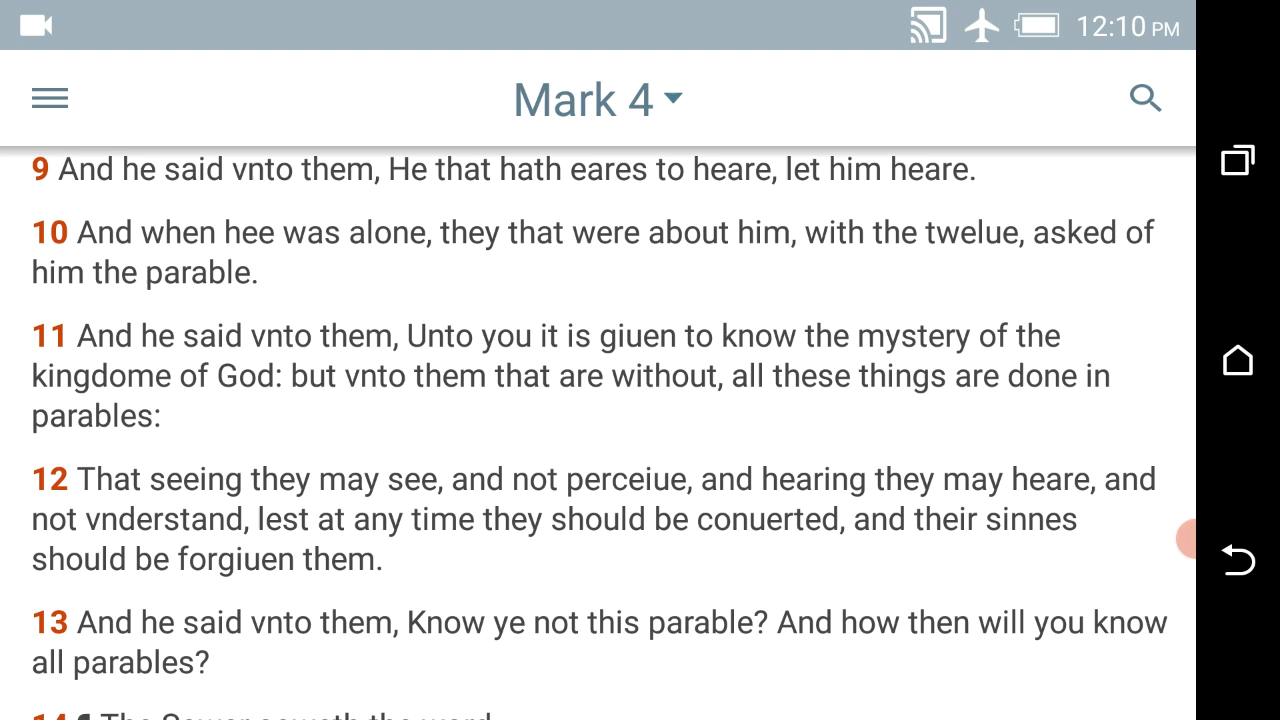 12:10 PM
Mark 4
9 And he said vnto them, He that hath eares to heare, let him heare.
10 And when hee was alone, they that were about him, with the twelue, asked of
him the parable.
11 And he said vnto them, Unto you it is giuen to know the mystery of the
kingdome of God: but vnto them that are without, all these things are done in
parables:
12 That seeing they may see, and not perceiue, and hearing they may heare, and
not vnderstand, lest at any time they should be conuerted, and their sinnes
should be forgiuen them.
13 And he said vnto them, Know ye not this parable? And how then will you know
all parables?
14 ¶ The Sower soweth the word.